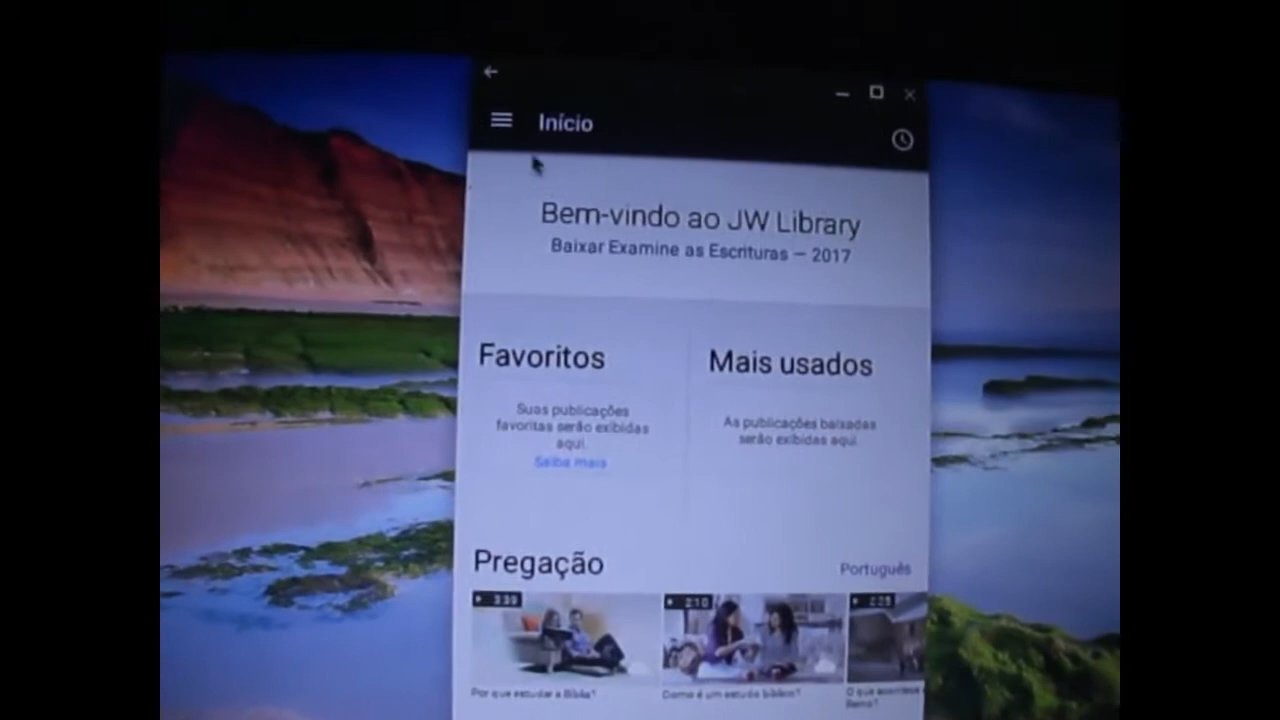 Início
Bem-vindo ao JW Library
Baixar Examine as Escrituras — 2017
Favoritos
Mais usados
Suas publicações
favoritas serão exibidas
aqui.
Saiba mais
As publicações baixadas
serão exibidas aqui.
Pregação
Português
3:39
2:10
Por que estudar a Bíblia?
Como é um estudo bíblico?
O que acontece